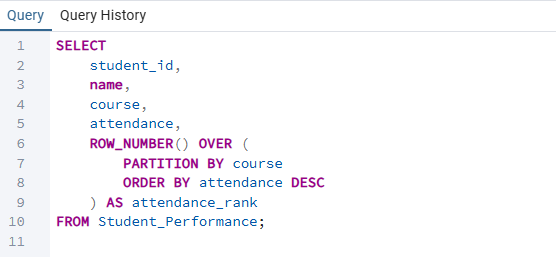 Query Query History
1 SELECT
2 student_id,
3 name,
4 course,
5 attendance,
6 ROW_NUMBER() OVER (
7 PARTITION BY course
8 ORDER BY attendance DESC
9 ) AS attendance_rank
10 FROM Student_Performance;
11